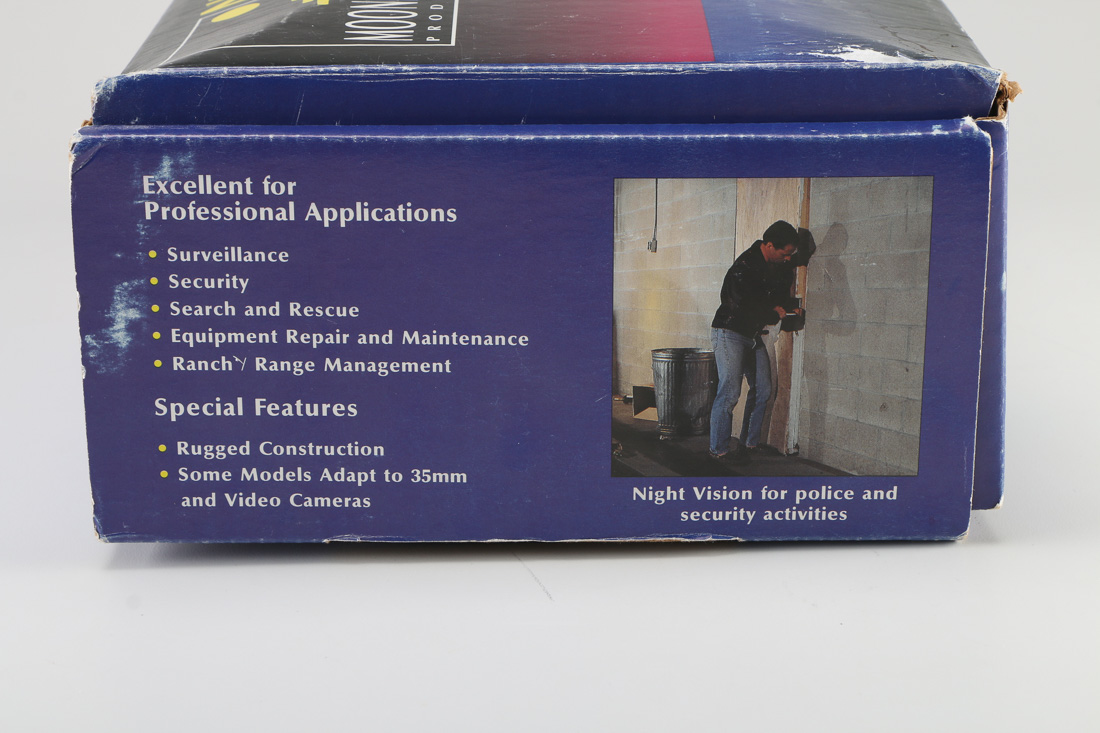 MOON
PROD
Excellent for
Professional Applications
• Surveillance
• Security
• Search and Rescue
• Equipment Repair and Maintenance
• Ranch / Range Management
Special Features
• Rugged Construction
• Some Models Adapt to 35mm
and Video Cameras
Night Vision for police and
security activities